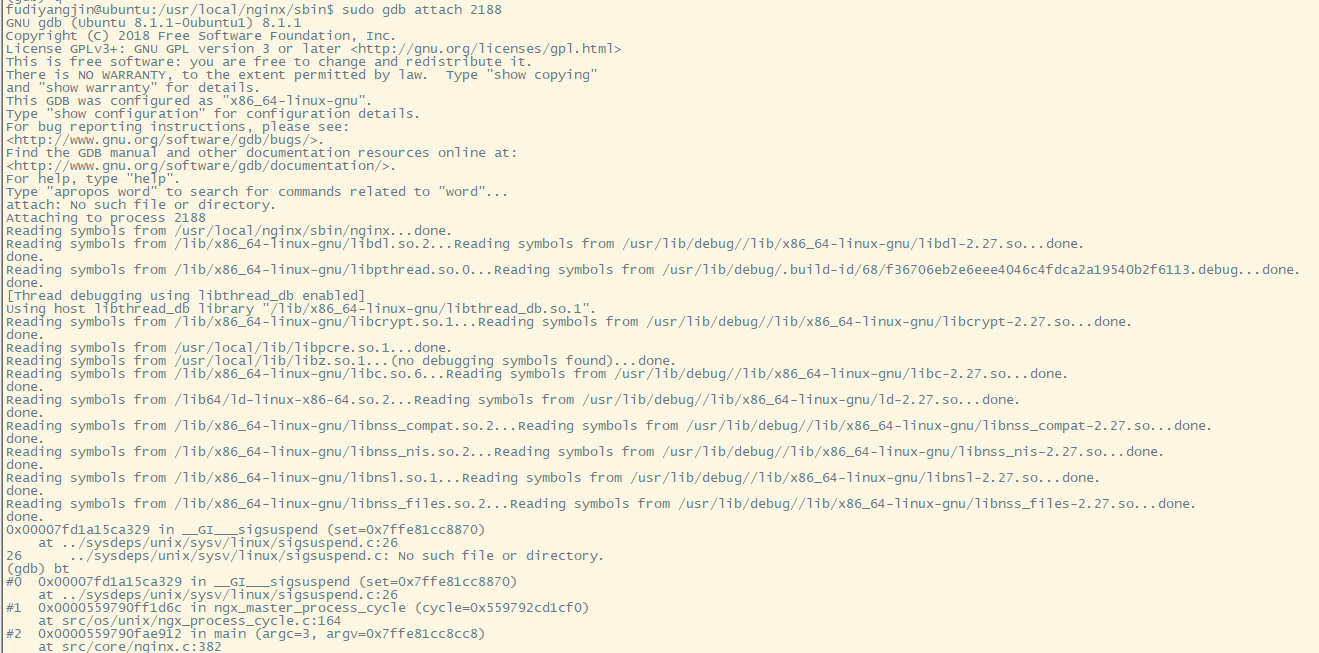 fudiyangjin@ubuntu:/usr/local/nginx/sbin$ sudo gdb attach 2188
GNU gdb (Ubuntu 8.1.1-0ubuntu1) 8.1.1
Copyright (C) 2018 Free Software Foundation, Inc.
License GPLv3+: GNU GPL version 3 or later <http://gnu.org/licenses/gpl.html>
This is free software: you are free to change and redistribute it.
There is NO WARRANTY, to the extent permitted by law.  Type "show copying"
and "show warranty" for details.
This GDB was configured as "x86_64-linux-gnu".
Type "show configuration" for configuration details.
For bug reporting instructions, please see:
<http://www.gnu.org/software/gdb/bugs/>.
Find the GDB manual and other documentation resources online at:
<http://www.gnu.org/software/gdb/documentation/>.
For help, type "help".
Type "apropos word" to search for commands related to "word"...
attach: No such file or directory.
Attaching to process 2188
Reading symbols from /usr/local/nginx/sbin/nginx...done.
Reading symbols from /lib/x86_64-linux-gnu/libdl.so.2...Reading symbols from /usr/lib/debug//lib/x86_64-linux-gnu/libdl-2.27.so...done.
done.
Reading symbols from /lib/x86_64-linux-gnu/libpthread.so.0...Reading symbols from /usr/lib/debug/.build-id/68/f36706eb2e6eee4046c4fdca2a19540b2f6113.debug...done.
done.
[Thread debugging using libthread_db enabled]
Using host libthread_db library "/lib/x86_64-linux-gnu/libthread_db.so.1".
Reading symbols from /lib/x86_64-linux-gnu/libcrypt.so.1...Reading symbols from /usr/lib/debug//lib/x86_64-linux-gnu/libcrypt-2.27.so...done.
done.
Reading symbols from /usr/local/lib/libpcre.so.1...done.
Reading symbols from /usr/local/lib/libz.so.1...(no debugging symbols found)...done.
Reading symbols from /lib/x86_64-linux-gnu/libc.so.6...Reading symbols from /usr/lib/debug//lib/x86_64-linux-gnu/libc-2.27.so...done.
done.
Reading symbols from /lib64/ld-linux-x86-64.so.2...Reading symbols from /usr/lib/debug//lib/x86_64-linux-gnu/ld-2.27.so...done.
done.
Reading symbols from /lib/x86_64-linux-gnu/libnss_compat.so.2...Reading symbols from /usr/lib/debug//lib/x86_64-linux-gnu/libnss_compat-2.27.so...done.
done.
Reading symbols from /lib/x86_64-linux-gnu/libnss_nis.so.2...Reading symbols from /usr/lib/debug//lib/x86_64-linux-gnu/libnss_nis-2.27.so...done.
done.
Reading symbols from /lib/x86_64-linux-gnu/libnsl.so.1...Reading symbols from /usr/lib/debug//lib/x86_64-linux-gnu/libnsl-2.27.so...done.
done.
Reading symbols from /lib/x86_64-linux-gnu/libnss_files.so.2...Reading symbols from /usr/lib/debug//lib/x86_64-linux-gnu/libnss_files-2.27.so...done.
done.
0x00007fd1a15ca329 in __GI___sigsuspend (set=0x7ffe81cc8870)
    at ../sysdeps/unix/sysv/linux/sigsuspend.c:26
26      ../sysdeps/unix/sysv/linux/sigsuspend.c: No such file or directory.
(gdb) bt
#0  0x00007fd1a15ca329 in __GI___sigsuspend (set=0x7ffe81cc8870)
    at ../sysdeps/unix/sysv/linux/sigsuspend.c:26
#1  0x0000559790ff1d6c in ngx_master_process_cycle (cycle=0x559792cd1cf0)
    at src/os/unix/ngx_process_cycle.c:164
#2  0x0000559790fae912 in main (argc=3, argv=0x7ffe81cc8cc8)
    at src/core/nginx.c:382